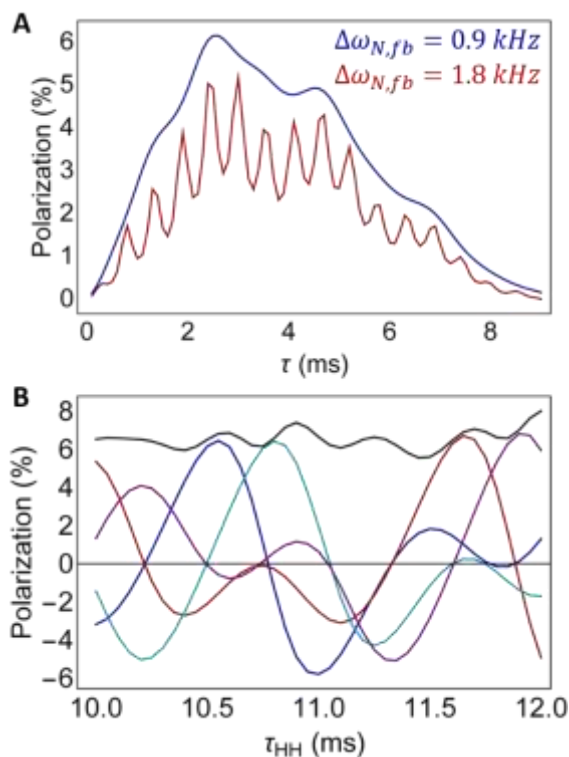 A
Δω_{N,fb} = 0.9 kHz
Δω_{N,fb} = 1.8 kHz
6
5
4
3
2
1
0
Polarization (%)
0 2 4 6 8
τ (ms)
B
8
6
4
2
0
−2
−4
−6
Polarization (%)
10.0 10.5 11.0 11.5 12.0
τ_{HH} (ms)